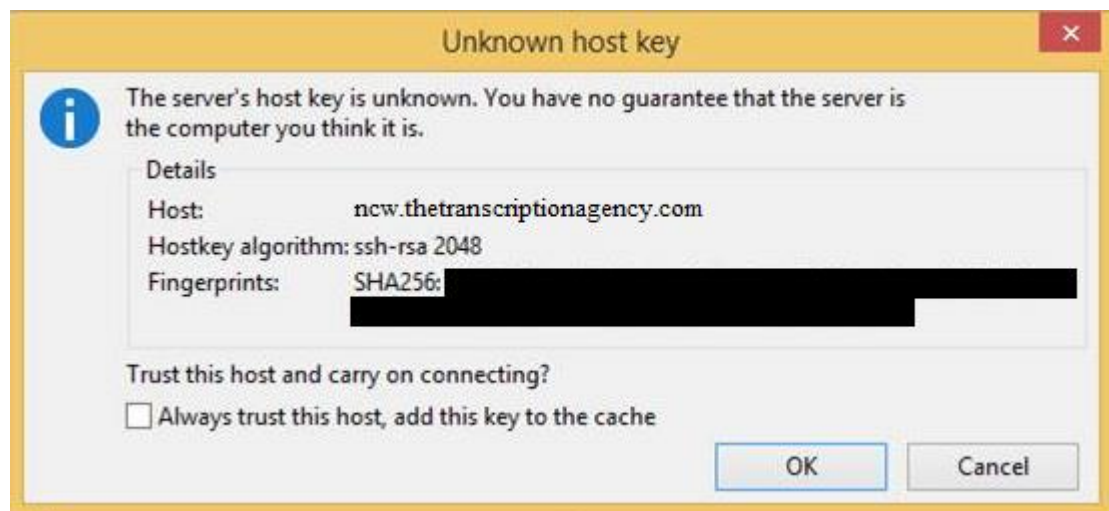 Unknown host key
The server's host key is unknown. You have no guarantee that the server is
the computer you think it is.
Details
Host: ncw.thetranscriptionagency.com
Hostkey algorithm: ssh-rsa 2048
Fingerprints: SHA256:
Trust this host and carry on connecting?
Always trust this host, add this key to the cache
OK Cancel